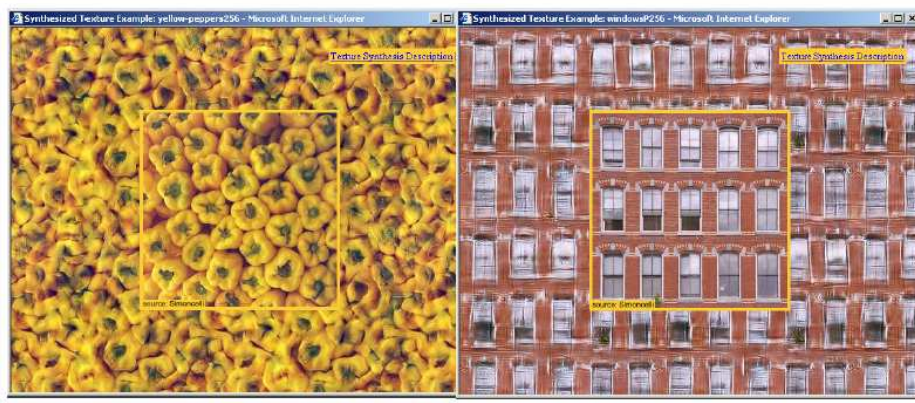 Synthesized Texture Example: yellow-peppers256 - Microsoft Internet Explorer
Texture Synthesis Description
source: Simoncelli
Synthesized Texture Example: windowsP256 - Microsoft Internet Explorer
Texture Synthesis Description
source: Simoncelli